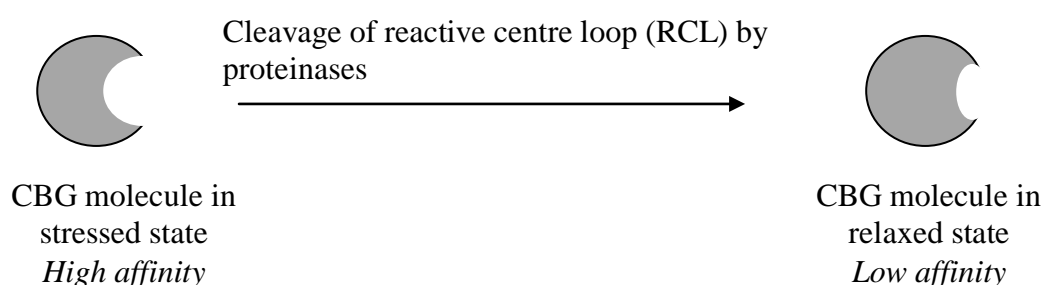 Cleavage of reactive centre loop (RCL) by
proteinases
CBG molecule in
stressed state
High affinity
CBG molecule in
relaxed state
Low affinity